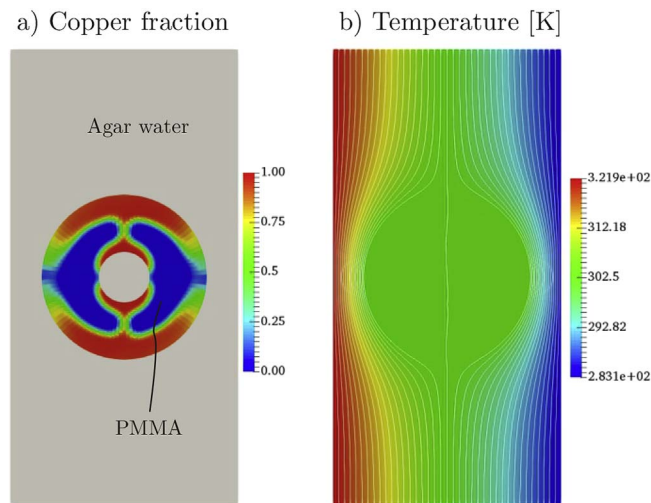 a) Copper fraction
b) Temperature [K]
Agar water
1.00
0.75
0.5
0.25
0.00
PMMA
3.219e+02
312.18
302.5
292.82
2.831e+02